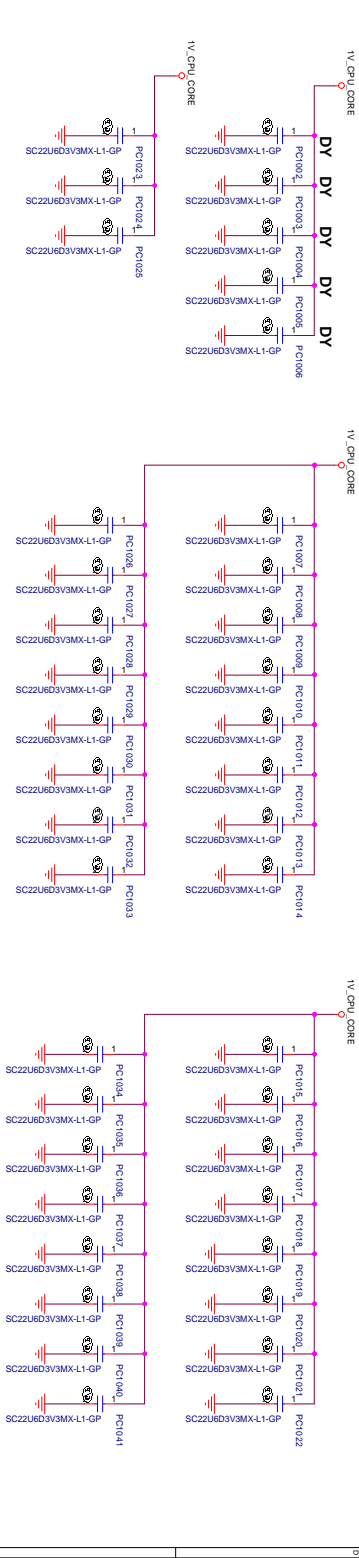 1V_CPU_CORE
PC1002
SC22U6D3V3MX-L1-GP
DY
PC1003
SC22U6D3V3MX-L1-GP
DY
PC1004
SC22U6D3V3MX-L1-GP
DY
PC1005
SC22U6D3V3MX-L1-GP
DY
PC1006
SC22U6D3V3MX-L1-GP
DY
1V_CPU_CORE
PC1023
SC22U6D3V3MX-L1-GP
PC1024
SC22U6D3V3MX-L1-GP
PC1025
SC22U6D3V3MX-L1-GP
1V_CPU_CORE
PC1007
SC22U6D3V3MX-L1-GP
PC1008
SC22U6D3V3MX-L1-GP
PC1009
SC22U6D3V3MX-L1-GP
PC1010
SC22U6D3V3MX-L1-GP
PC1011
SC22U6D3V3MX-L1-GP
PC1012
SC22U6D3V3MX-L1-GP
PC1013
SC22U6D3V3MX-L1-GP
PC1014
SC22U6D3V3MX-L1-GP
PC1026
SC22U6D3V3MX-L1-GP
PC1027
SC22U6D3V3MX-L1-GP
PC1028
SC22U6D3V3MX-L1-GP
PC1029
SC22U6D3V3MX-L1-GP
PC1030
SC22U6D3V3MX-L1-GP
PC1031
SC22U6D3V3MX-L1-GP
PC1032
SC22U6D3V3MX-L1-GP
PC1033
SC22U6D3V3MX-L1-GP
1V_CPU_CORE
PC1015
SC22U6D3V3MX-L1-GP
PC1016
SC22U6D3V3MX-L1-GP
PC1017
SC22U6D3V3MX-L1-GP
PC1018
SC22U6D3V3MX-L1-GP
PC1019
SC22U6D3V3MX-L1-GP
PC1020
SC22U6D3V3MX-L1-GP
PC1021
SC22U6D3V3MX-L1-GP
PC1022
SC22U6D3V3MX-L1-GP
PC1034
SC22U6D3V3MX-L1-GP
PC1035
SC22U6D3V3MX-L1-GP
PC1036
SC22U6D3V3MX-L1-GP
PC1037
SC22U6D3V3MX-L1-GP
PC1038
SC22U6D3V3MX-L1-GP
PC1039
SC22U6D3V3MX-L1-GP
PC1040
SC22U6D3V3MX-L1-GP
PC1041
SC22U6D3V3MX-L1-GP
D